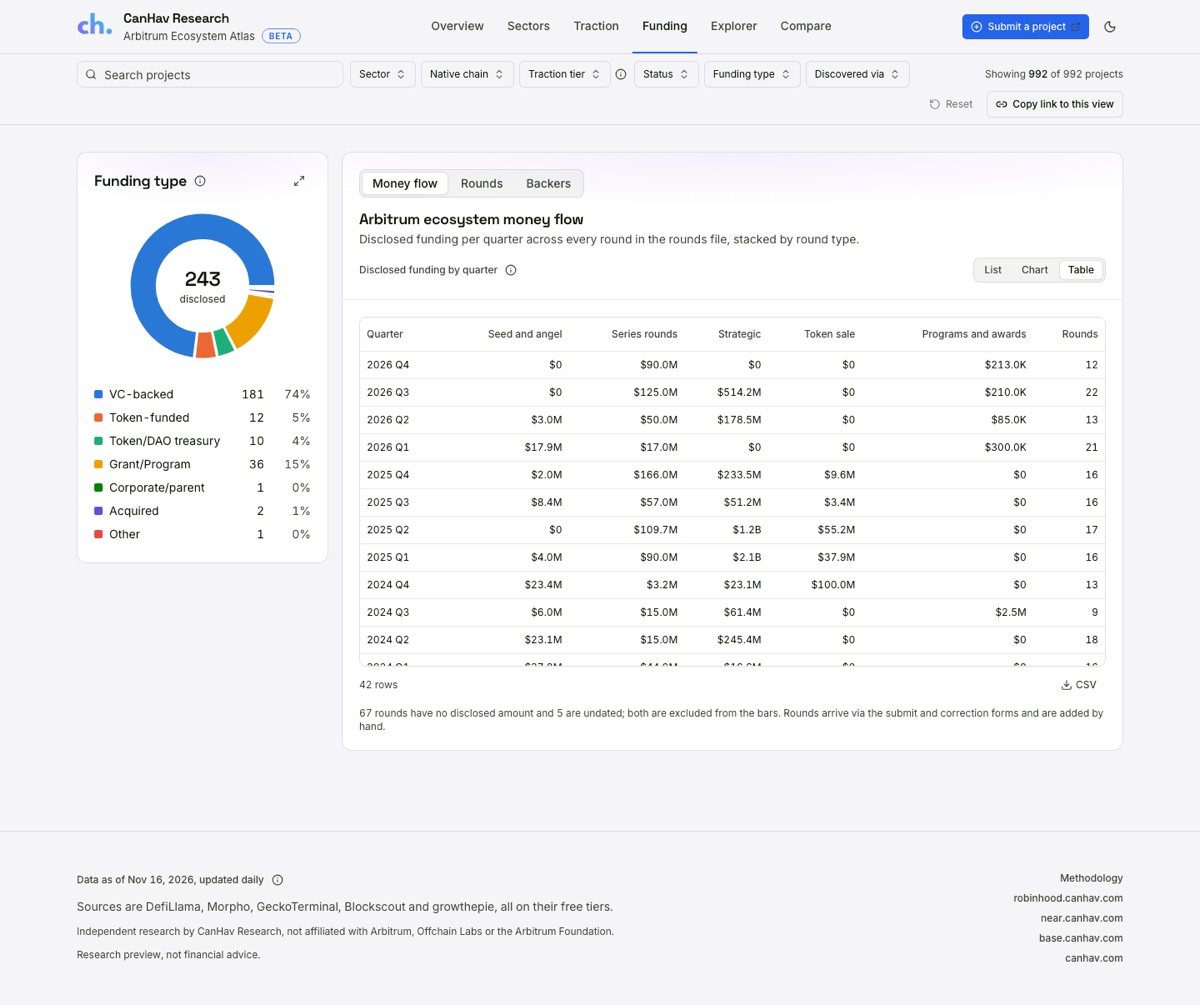 ch.
CanHav Research
Arbitrum Ecosystem Atlas BETA
Overview Sectors Traction Funding Explorer Compare
Submit a project
Search projects
Sector Native chain Traction tier Status Funding type Discovered via
Showing 992 of 992 projects
Reset Copy link to this view
Funding type
243
disclosed
VC-backed 181 74%
Token-funded 12 5%
Token/DAO treasury 10 4%
Grant/Program 36 15%
Corporate/parent 1 0%
Acquired 2 1%
Other 1 0%
Money flow Rounds Backers
Arbitrum ecosystem money flow
Disclosed funding per quarter across every round in the rounds file, stacked by round type.
Disclosed funding by quarter
List Chart Table
Quarter Seed and angel Series rounds Strategic Token sale Programs and awards Rounds
2026 Q4 $0 $90.0M $0 $0 $213.0K 12
2026 Q3 $0 $125.0M $514.2M $0 $210.0K 22
2026 Q2 $3.0M $50.0M $178.5M $0 $85.0K 13
2026 Q1 $17.9M $17.0M $0 $0 $300.0K 21
2025 Q4 $2.0M $166.0M $233.5M $9.6M $0 16
2025 Q3 $8.4M $57.0M $51.2M $3.4M $0 16
2025 Q2 $0 $109.7M $1.2B $55.2M $0 17
2025 Q1 $4.0M $90.0M $2.1B $37.9M $0 16
2024 Q4 $23.4M $3.2M $23.1M $100.0M $0 13
2024 Q3 $6.0M $15.0M $61.4M $0 $2.5M 9
2024 Q2 $23.1M $15.0M $245.4M $0 $0 18
42 rows
CSV
67 rounds have no disclosed amount and 5 are undated; both are excluded from the bars. Rounds arrive via the submit and correction forms and are added by
hand.
Data as of Nov 16, 2026, updated daily
Sources are DefiLlama, Morpho, GeckoTerminal, Blockscout and growthepie, all on their free tiers.
Independent research by CanHav Research, not affiliated with Arbitrum, Offchain Labs or the Arbitrum Foundation.
Research preview, not financial advice.
Methodology
robinhood.canhav.com
near.canhav.com
base.canhav.com
canhav.com